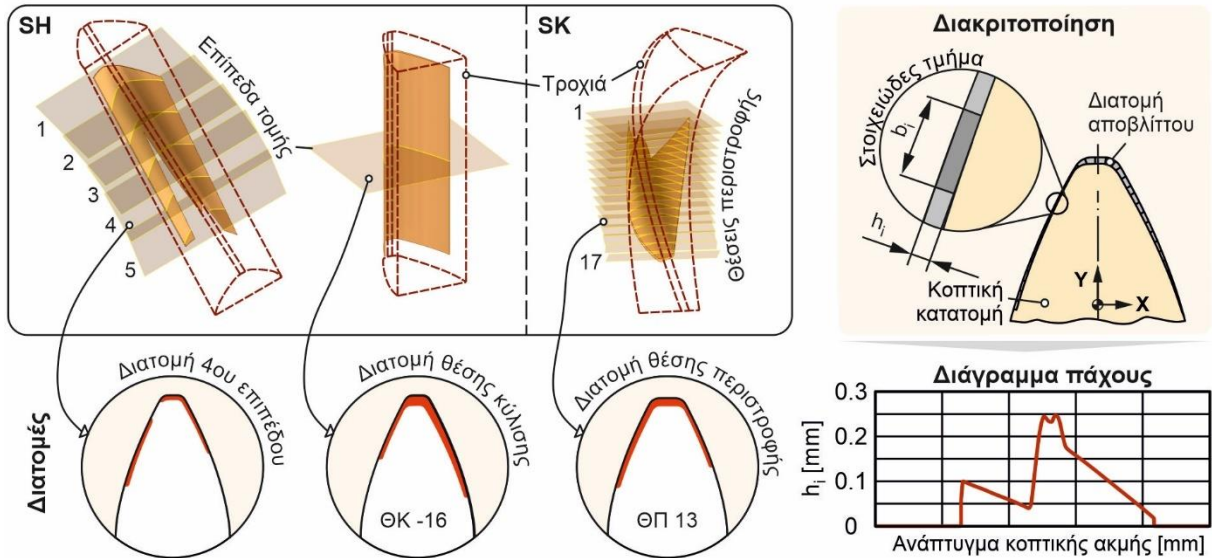 SH
Επίπεδα τομής
1
2
3
4
5
Τροχιά
SK
1
17
Θέσεις περιστροφής
Διακριτοποίηση
Στοιχειώδες τμήμα
bᵢ
hᵢ
Διατομή
αποβλίττου
Κοπτική
κατατομή
Y
X
Διατομές
Διατομή 4ου επιπέδου
Διατομή θέσης κύλισης
ΘΚ -16
Διατομή θέσης περιστροφής
ΘΠ 13
Διάγραμμα πάχους
hᵢ [mm]
0.3
0.2
0.1
0
Ανάπτυγμα κοπτικής ακμής [mm]